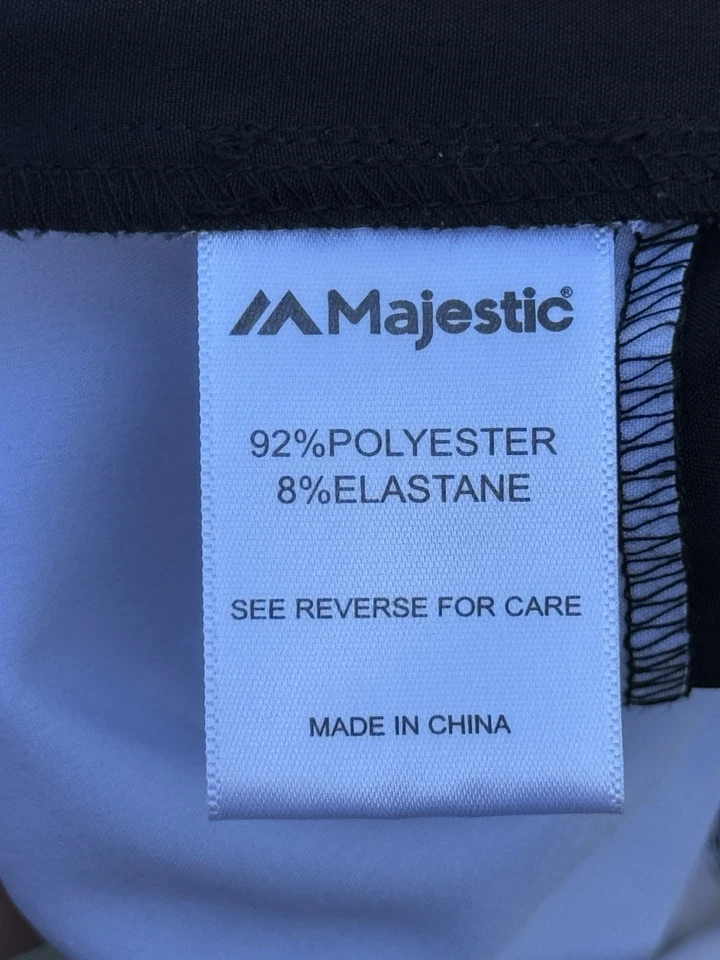 Majestic®
92%POLYESTER
8%ELASTANE
SEE REVERSE FOR CARE
MADE IN CHINA